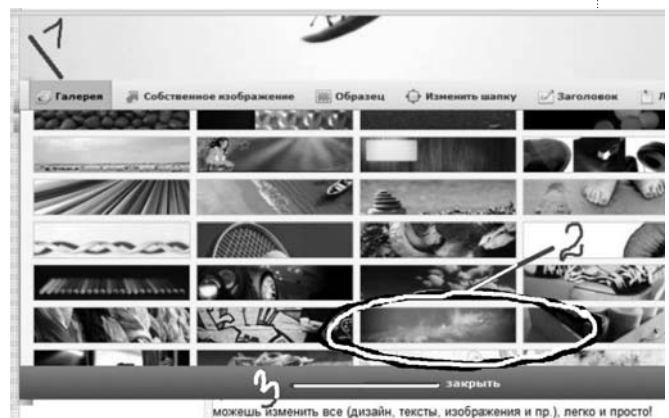 1
Галерея Собственное изображение Образец Изменить шапку Заголовок Л
2
3 закрыть
можешь изменить все (дизайн, тексты, изображения и пр.), легко и просто!